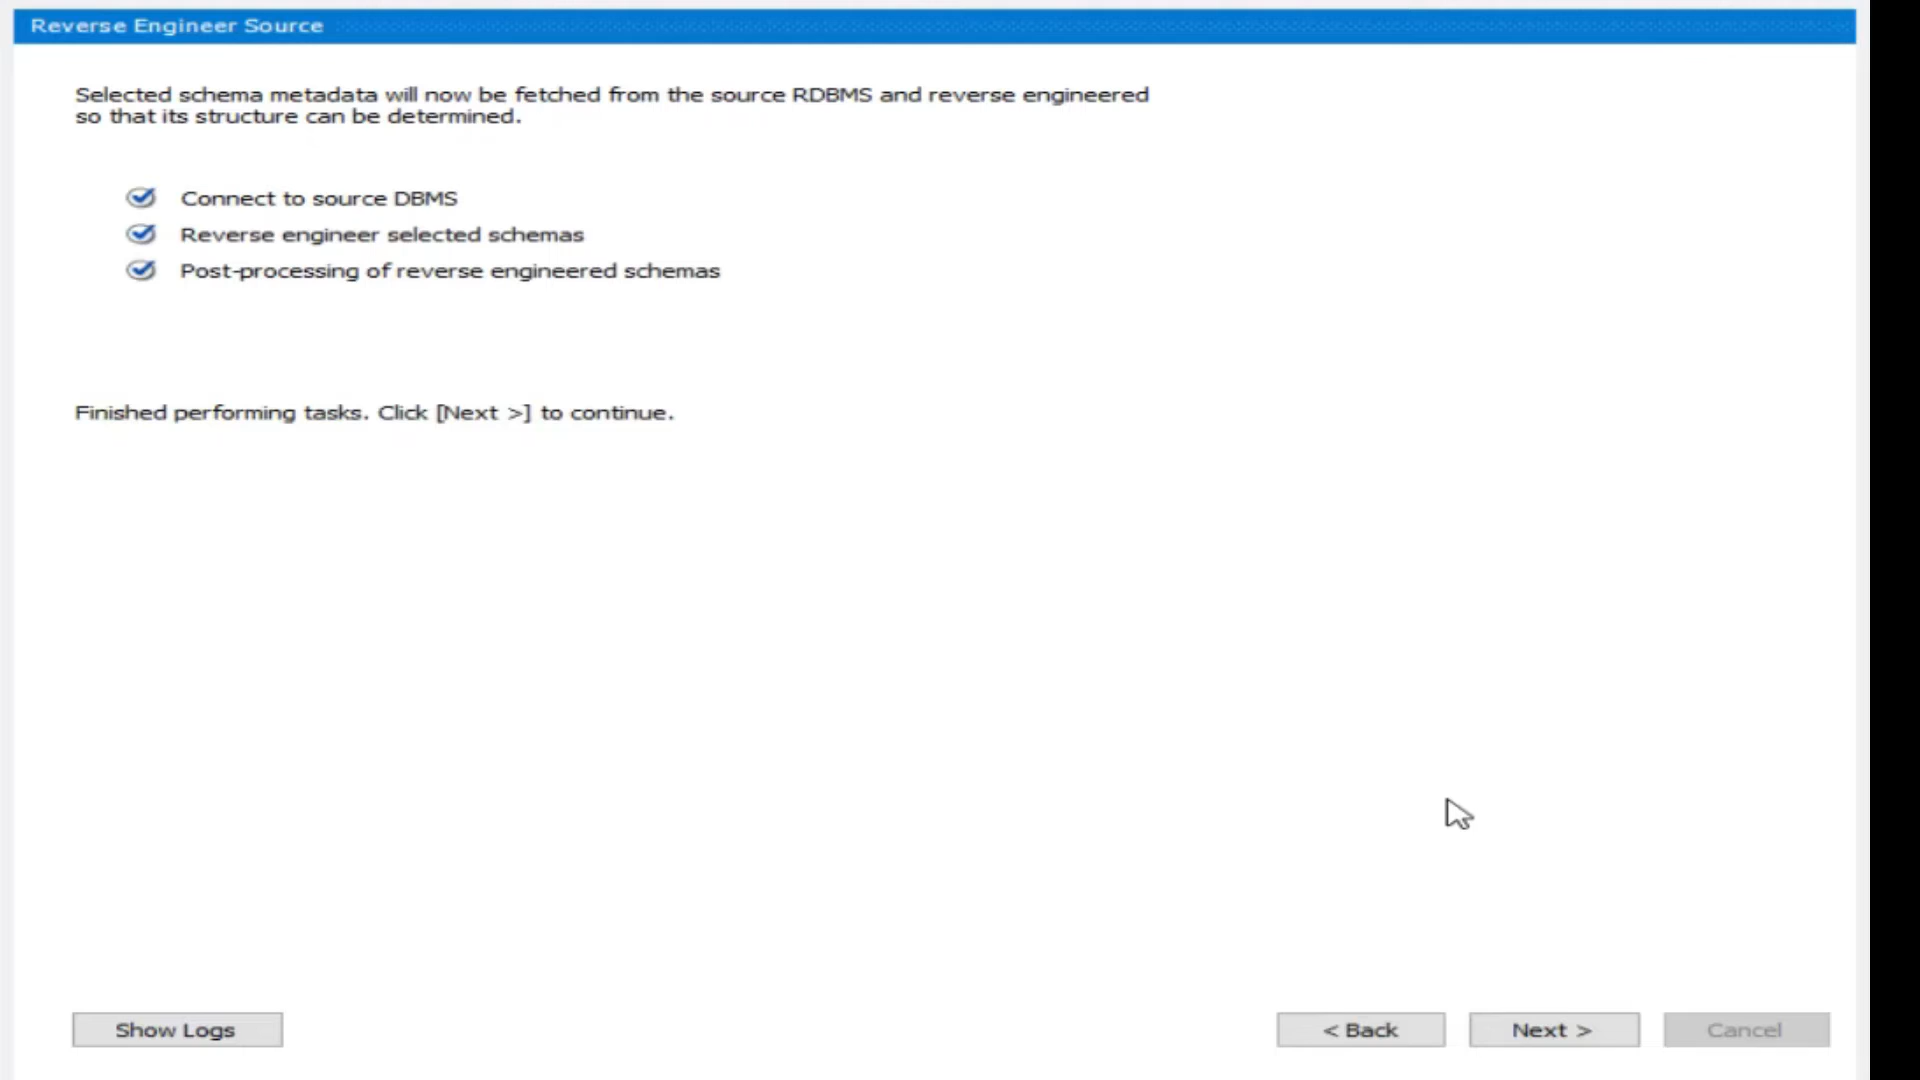 Reverse Engineer Source
Selected schema metadata will now be fetched from the source RDBMS and reverse engineered
so that its structure can be determined.
Connect to source DBMS
Reverse engineer selected schemas
Post-processing of reverse engineered schemas
Finished performing tasks. Click [Next >] to continue.
Show Logs
< Back
Next >
Cancel